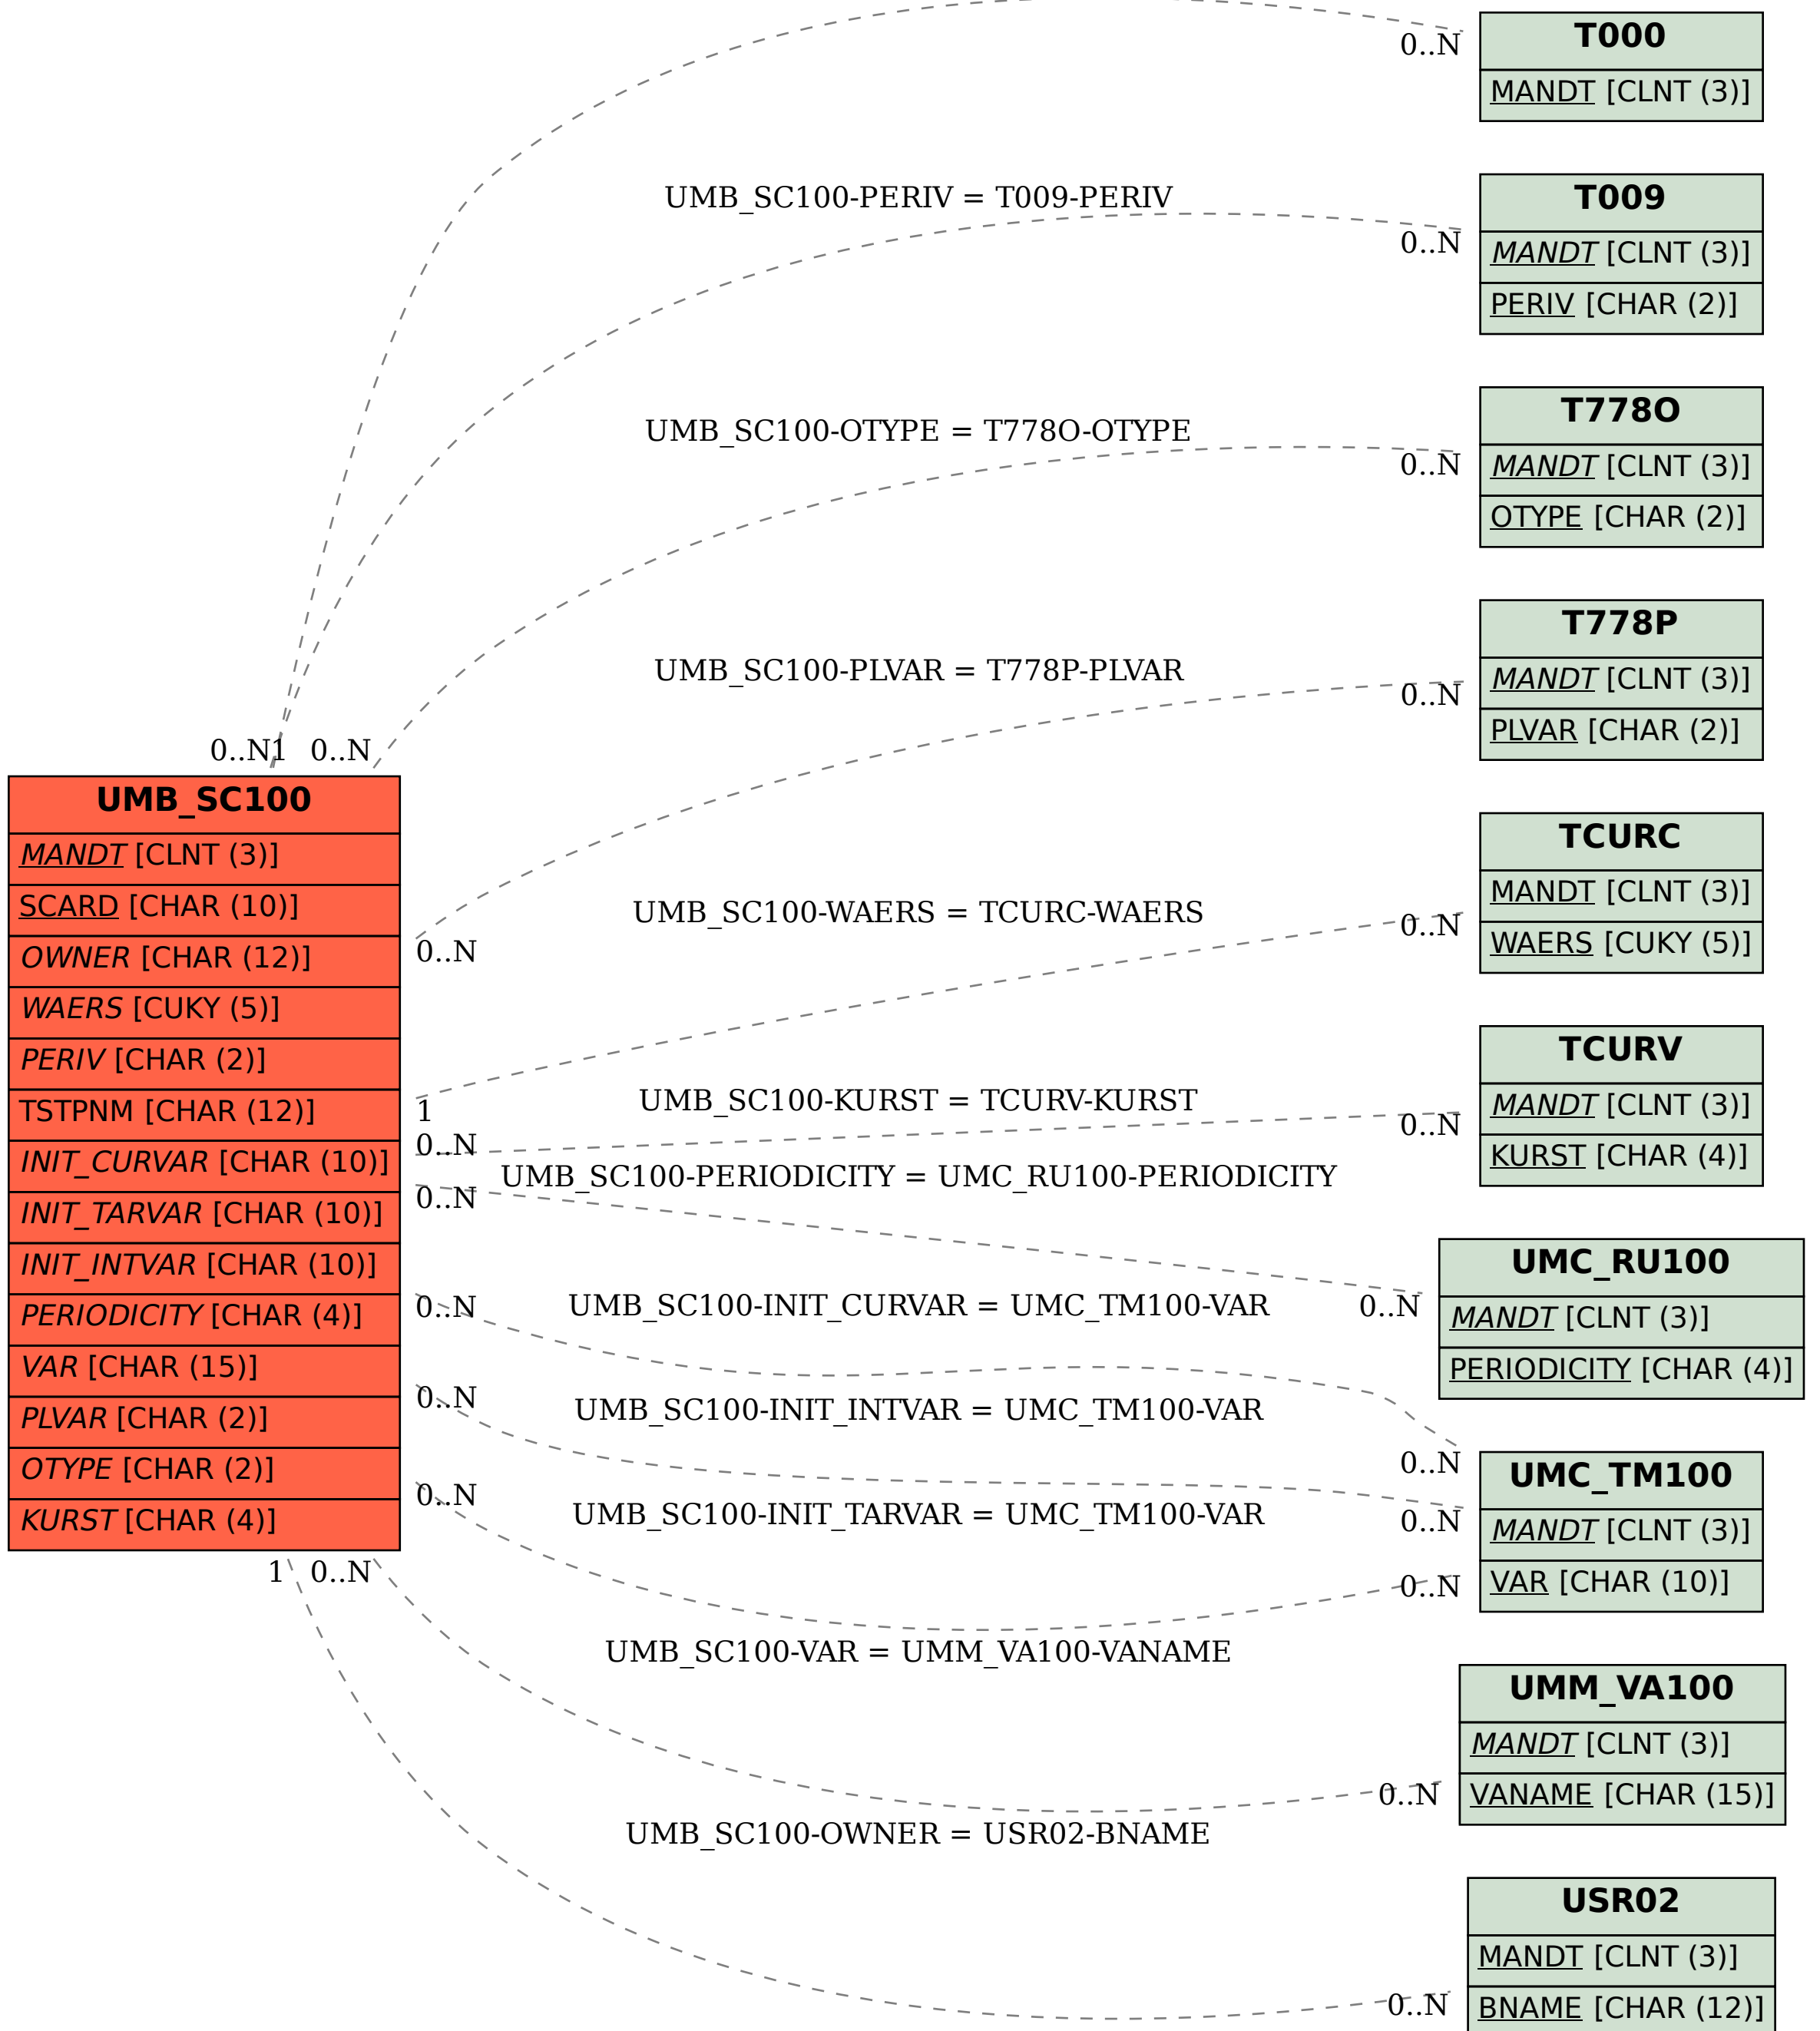 0..N
T000
MANDT [CLNT (3)]
UMB_SC100-PERIV = T009-PERIV
0..N
T009
MANDT [CLNT (3)]
PERIV [CHAR (2)]
UMB_SC100-OTYPE = T778O-OTYPE
0..N
T778O
MANDT [CLNT (3)]
OTYPE [CHAR (2)]
UMB_SC100-PLVAR = T778P-PLVAR
0..N
T778P
MANDT [CLNT (3)]
PLVAR [CHAR (2)]
0..N
1
0..N
UMB_SC100
MANDT [CLNT (3)]
SCARD [CHAR (10)]
OWNER [CHAR (12)]
WAERS [CUKY (5)]
PERIV [CHAR (2)]
TSTPNM [CHAR (12)]
INIT_CURVAR [CHAR (10)]
INIT_TARVAR [CHAR (10)]
INIT_INTVAR [CHAR (10)]
PERIODICITY [CHAR (4)]
VAR [CHAR (15)]
PLVAR [CHAR (2)]
OTYPE [CHAR (2)]
KURST [CHAR (4)]
0..N
UMB_SC100-WAERS = TCURC-WAERS
0..N
1
TCURC
MANDT [CLNT (3)]
WAERS [CUKY (5)]
UMB_SC100-KURST = TCURV-KURST
0..N
0..N
TCURV
MANDT [CLNT (3)]
KURST [CHAR (4)]
UMB_SC100-PERIODICITY = UMC_RU100-PERIODICITY
0..N
0..N
UMC_RU100
MANDT [CLNT (3)]
PERIODICITY [CHAR (4)]
0..N
UMB_SC100-INIT_CURVAR = UMC_TM100-VAR
0..N
0..N
UMB_SC100-INIT_INTVAR = UMC_TM100-VAR
0..N
0..N
UMB_SC100-INIT_TARVAR = UMC_TM100-VAR
0..N
UMC_TM100
MANDT [CLNT (3)]
VAR [CHAR (10)]
1
0..N
UMB_SC100-VAR = UMM_VA100-VANAME
0..N
UMM_VA100
MANDT [CLNT (3)]
VANAME [CHAR (15)]
UMB_SC100-OWNER = USR02-BNAME
0..N
USR02
MANDT [CLNT (3)]
BNAME [CHAR (12)]